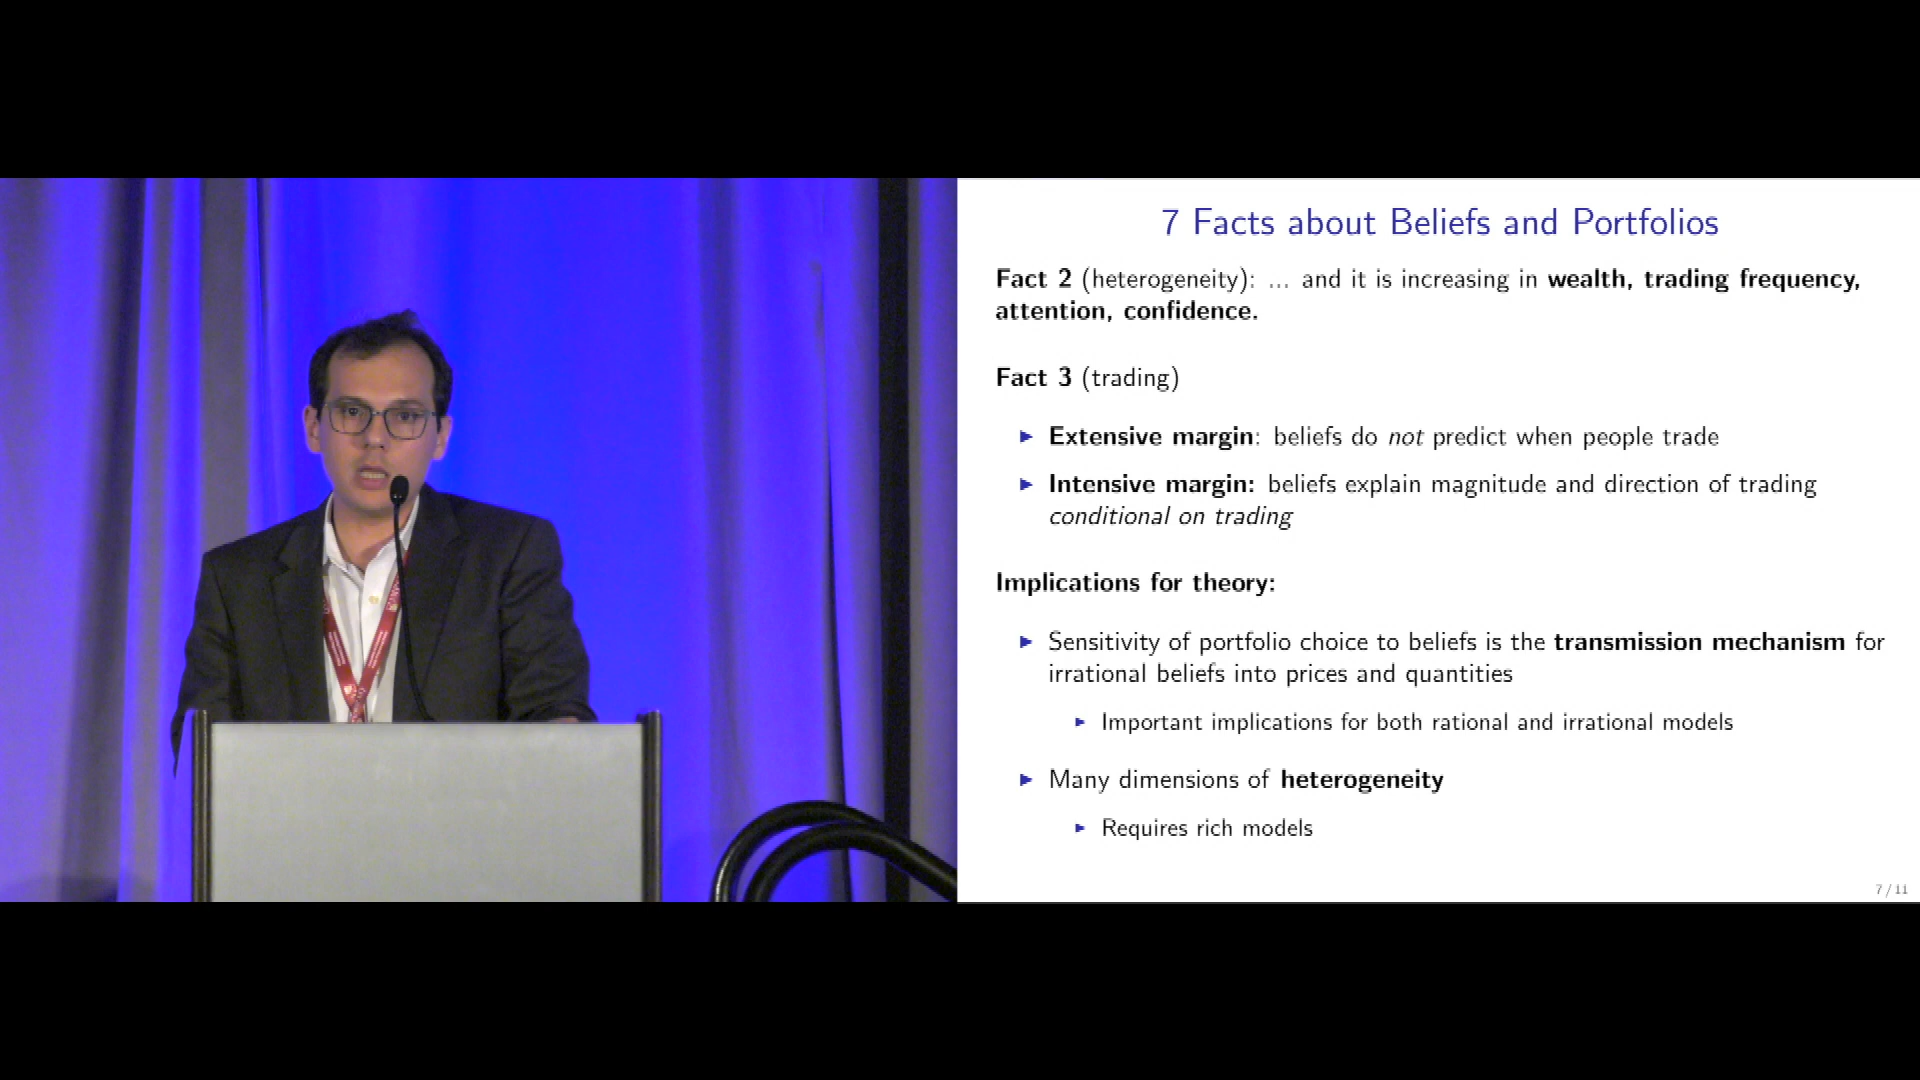 7 Facts about Beliefs and Portfolios
Fact 2 (heterogeneity): ... and it is increasing in wealth, trading frequency,
attention, confidence.
Fact 3 (trading)
Extensive margin: beliefs do not predict when people trade
Intensive margin: beliefs explain magnitude and direction of trading
conditional on trading
Implications for theory:
Sensitivity of portfolio choice to beliefs is the transmission mechanism for
irrational beliefs into prices and quantities
Important implications for both rational and irrational models
Many dimensions of heterogeneity
Requires rich models
7 / 11